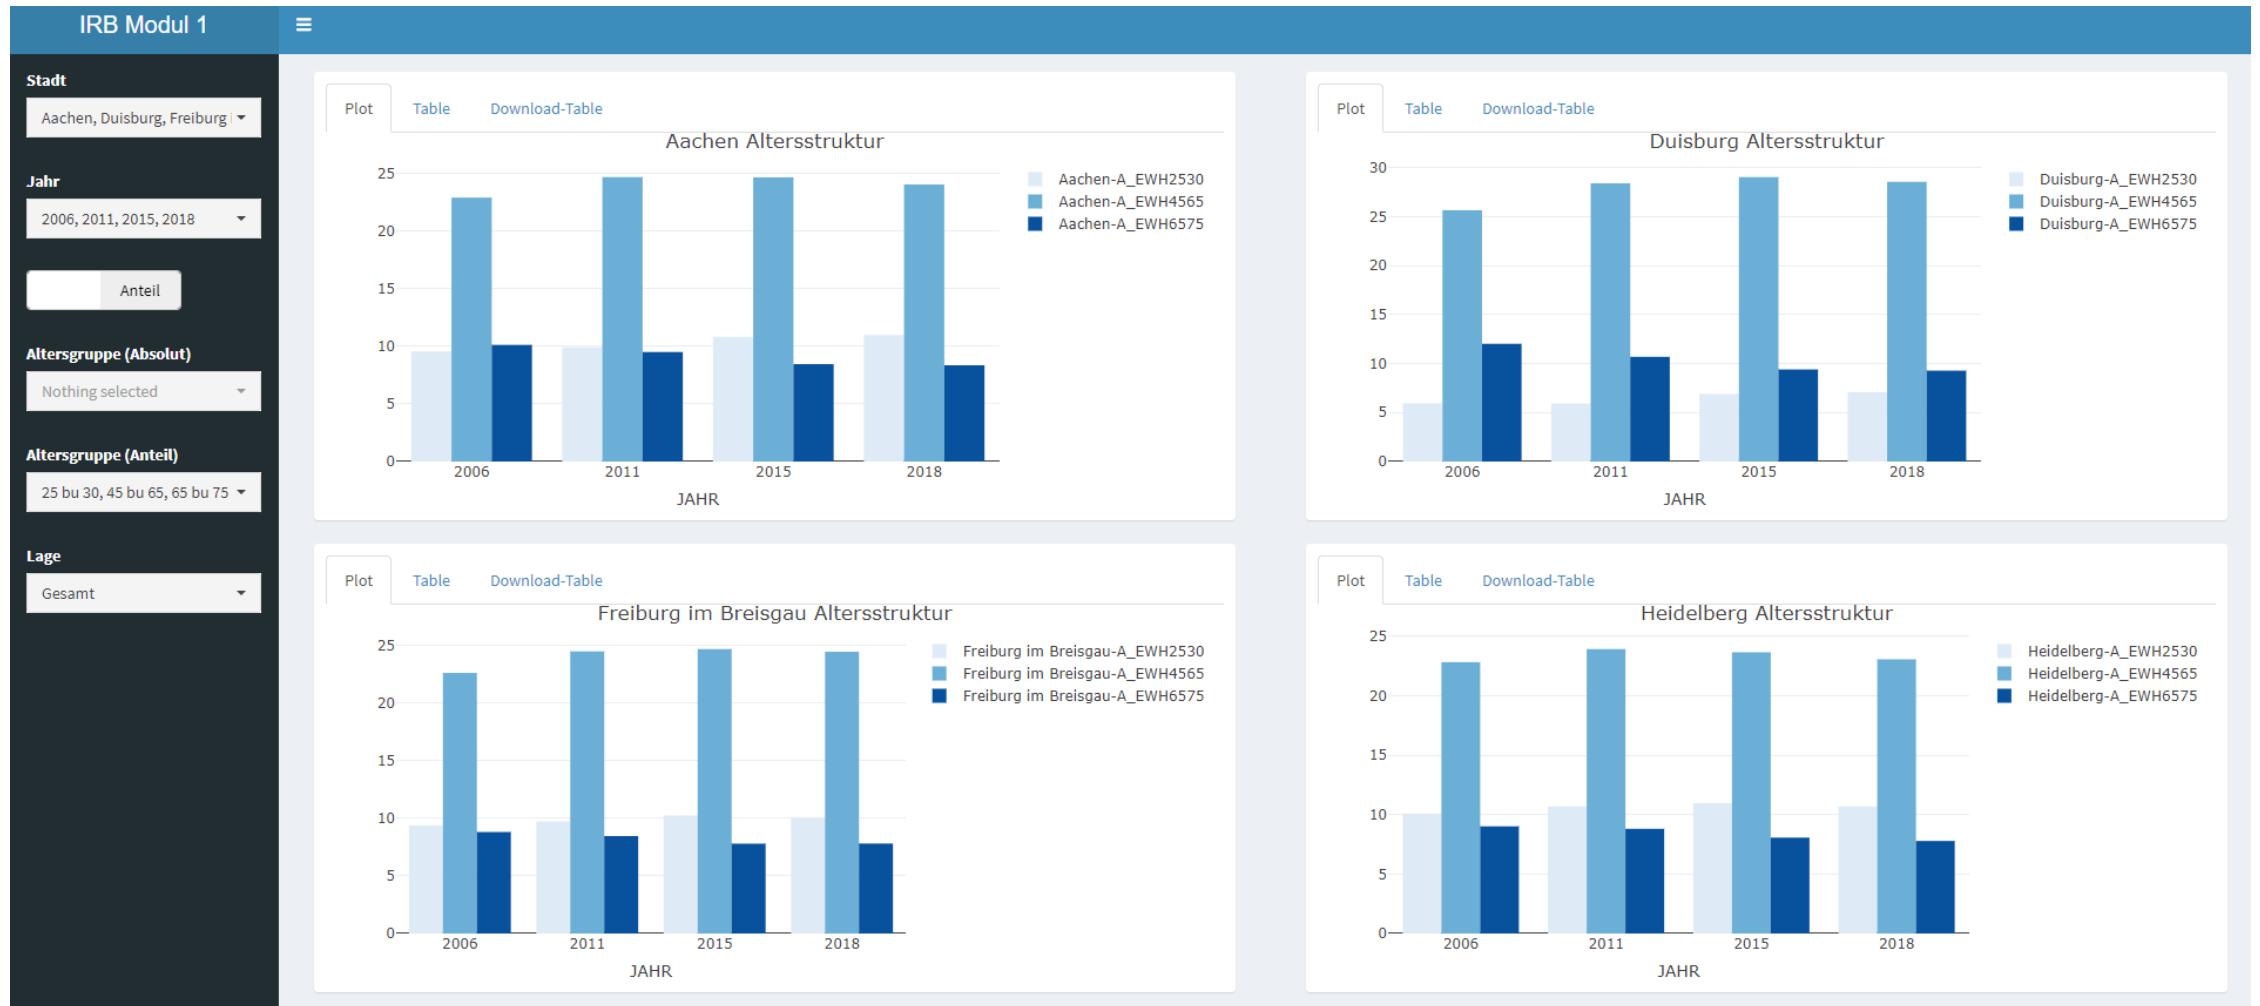 IRB Modul 1
Stadt
Aachen, Duisburg, Freiburg
Jahr
2006, 2011, 2015, 2018
Anteil
Altersgruppe (Absolut)
Nothing selected
Altersgruppe (Anteil)
25 bu 30, 45 bu 65, 65 bu 75
Lage
Gesamt
Plot Table Download-Table
Aachen Altersstruktur
25
20
15
10
5
0
2006 2011 2015 2018
JAHR
Aachen-A_EWH2530
Aachen-A_EWH4565
Aachen-A_EWH6575
Plot Table Download-Table
Duisburg Altersstruktur
30
25
20
15
10
5
0
2006 2011 2015 2018
JAHR
Duisburg-A_EWH2530
Duisburg-A_EWH4565
Duisburg-A_EWH6575
Plot Table Download-Table
Freiburg im Breisgau Altersstruktur
25
20
15
10
5
0
2006 2011 2015 2018
JAHR
Freiburg im Breisgau-A_EWH2530
Freiburg im Breisgau-A_EWH4565
Freiburg im Breisgau-A_EWH6575
Plot Table Download-Table
Heidelberg Altersstruktur
25
20
15
10
5
0
2006 2011 2015 2018
JAHR
Heidelberg-A_EWH2530
Heidelberg-A_EWH4565
Heidelberg-A_EWH6575